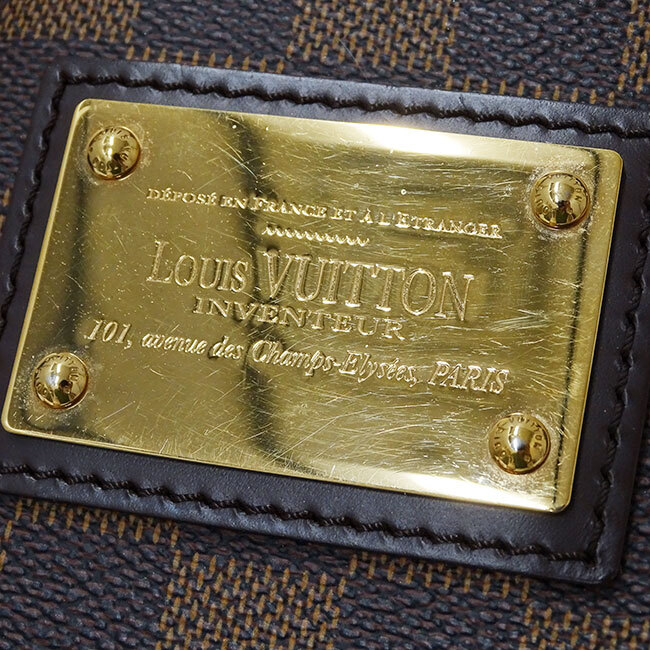 DÉPOSÉ EN FRANCE ET À L'ETRANGER
LOUIS VUITTON
INVENTEUR
101, avenue des Champs-Elysées, PARIS